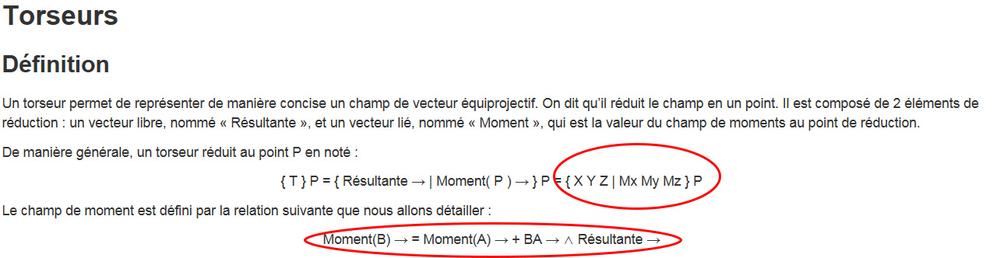 Torseurs
Définition
Un torseur permet de représenter de manière concise un champ de vecteur équiprojectif. On dit qu’il réduit le champ en un point. Il est composé de 2 éléments de
réduction : un vecteur libre, nommé « Résultante », et un vecteur lié, nommé « Moment », qui est la valeur du champ de moments au point de réduction.
De manière générale, un torseur réduit au point P en noté :
{ T } P = { Résultante → | Moment( P ) → } P = { X Y Z | Mx My Mz } P
Le champ de moment est défini par la relation suivante que nous allons détailler :
Moment(B) → = Moment(A) → + BA → ∧ Résultante →